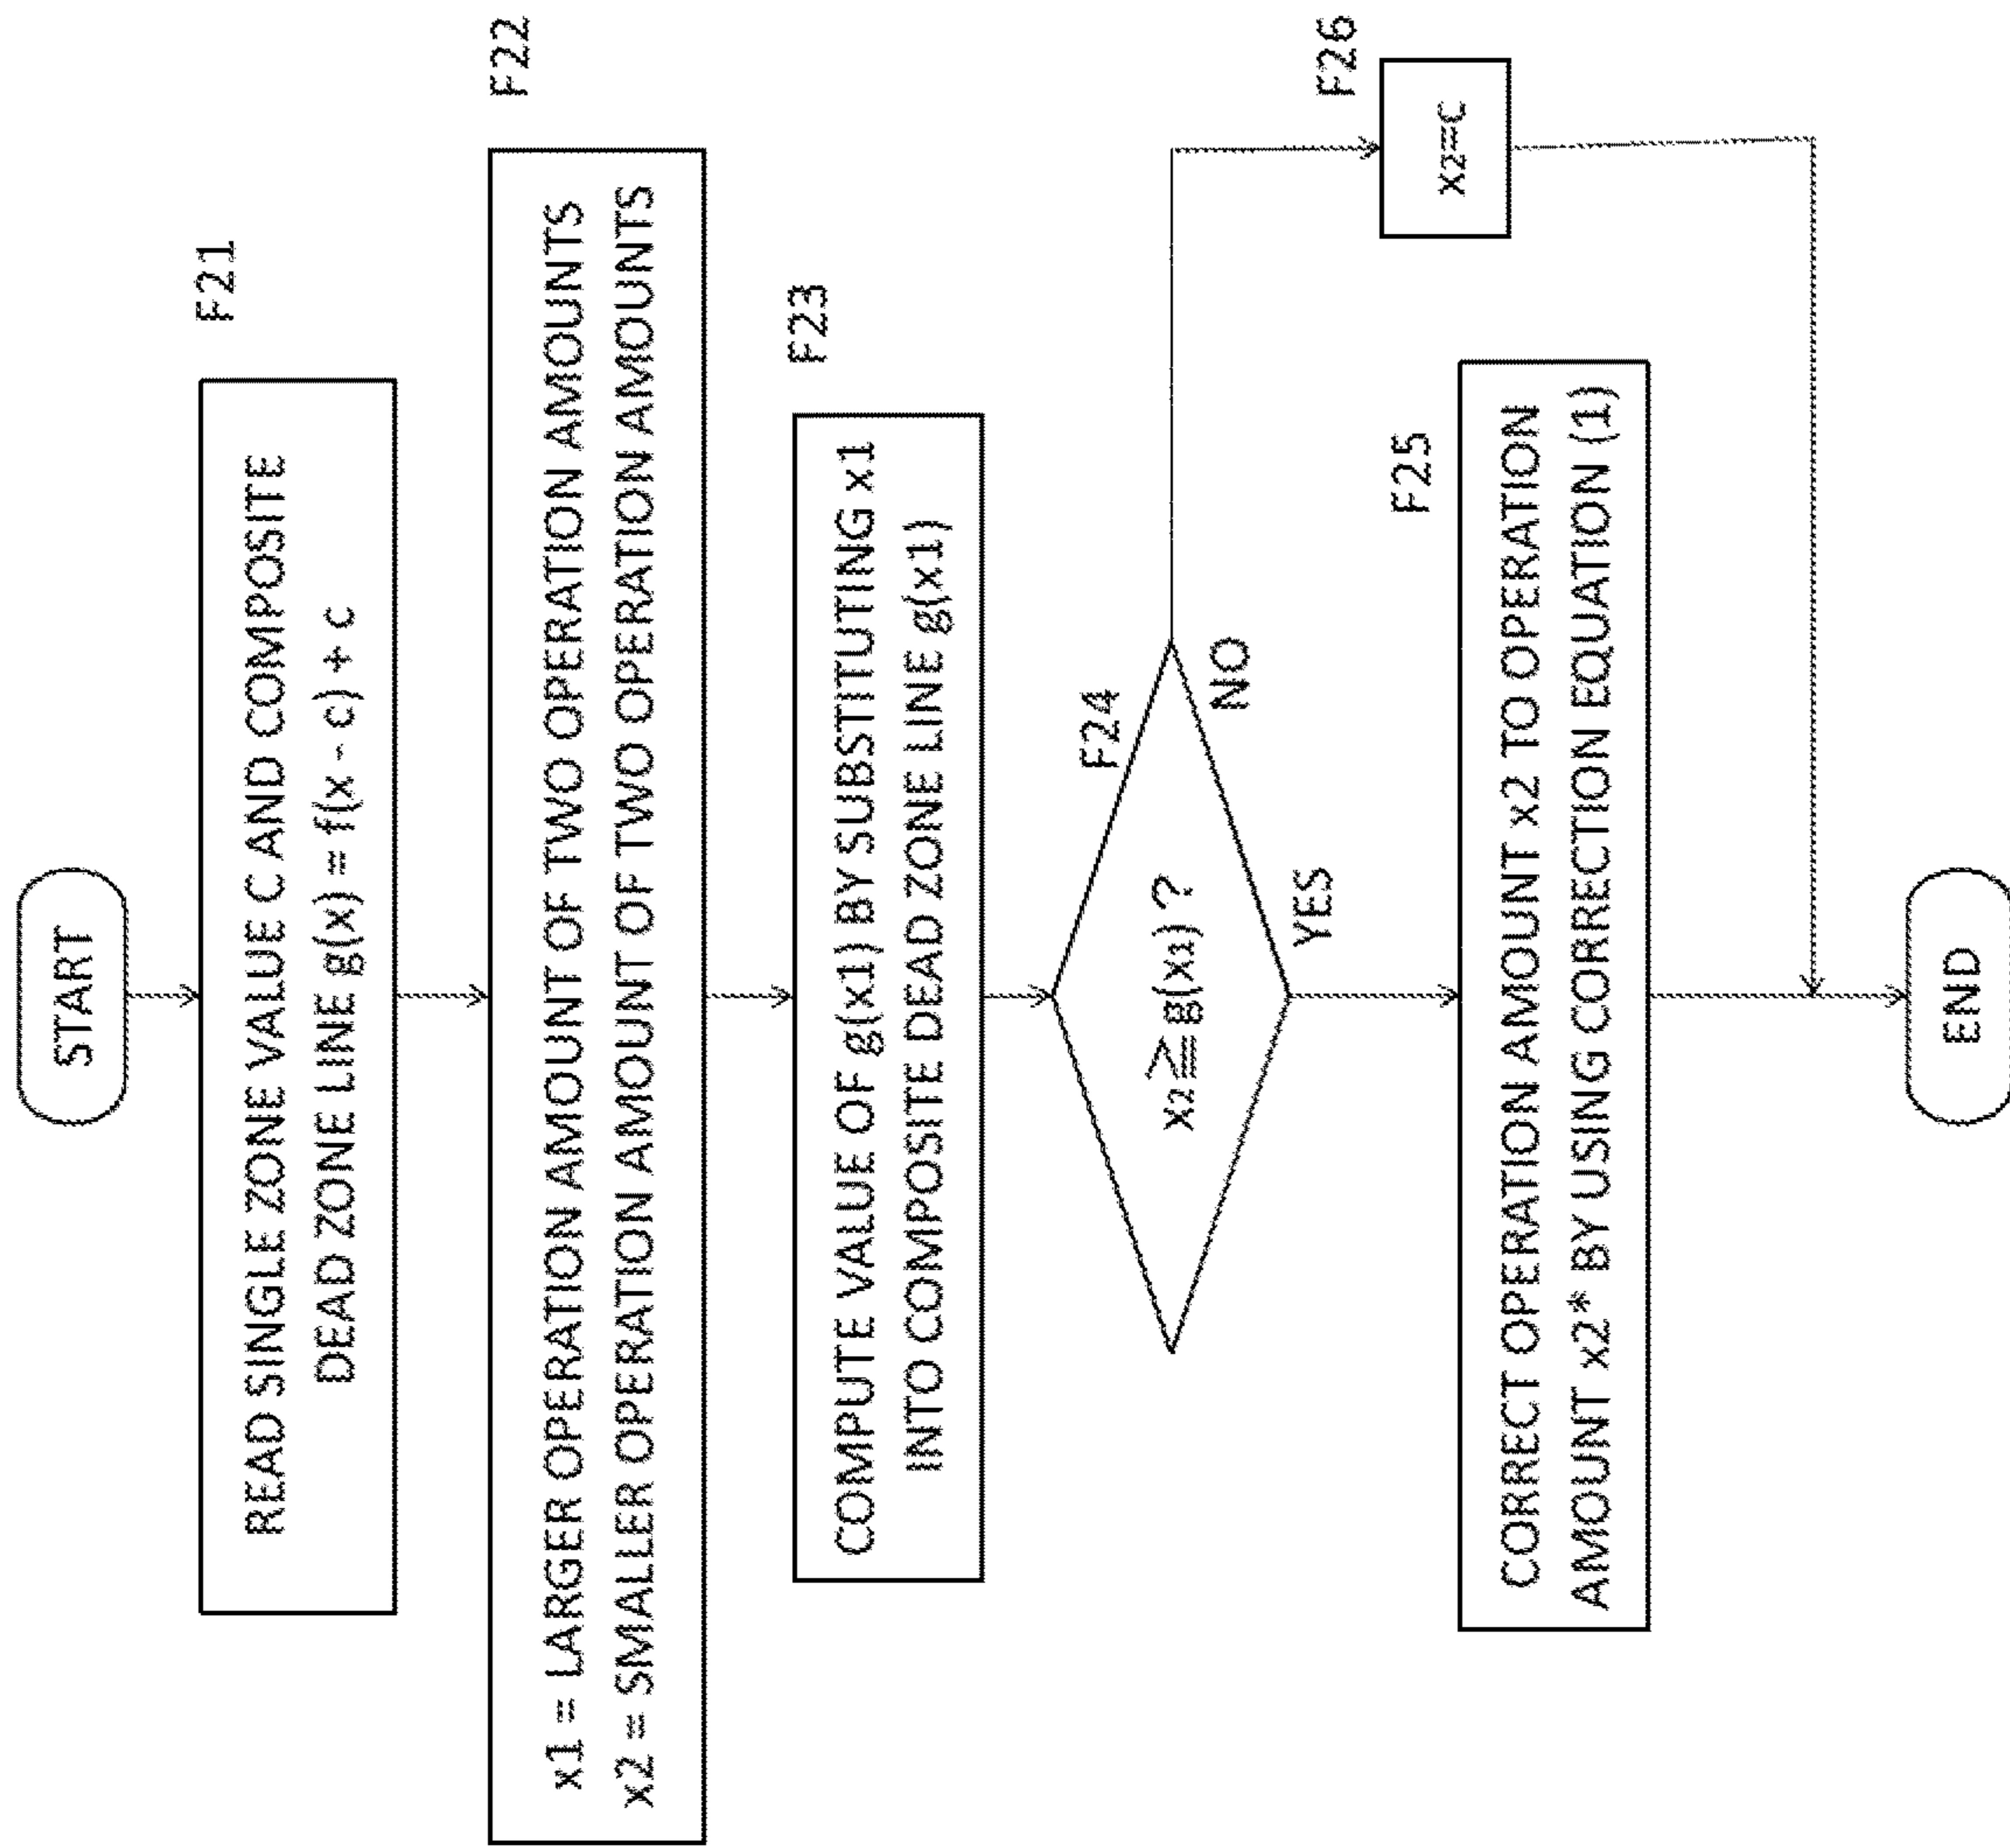 START
F21
READ SINGLE ZONE VALUE C AND COMPOSITE
DEAD ZONE LINE g(x) = f(x - c) + c
F22
x1 = LARGER OPERATION AMOUNT OF TWO OPERATION AMOUNTS
x2 = SMALLER OPERATION AMOUNT OF TWO OPERATION AMOUNTS
F23
COMPUTE VALUE OF g(x1) BY SUBSTITUTING x1
INTO COMPOSITE DEAD ZONE LINE g(x1)
F24
x2≧g(x1) ?
NO
YES
F25
CORRECT OPERATION AMOUNT x2 TO OPERATION
AMOUNT x2* BY USING CORRECTION EQUATION (1)
F26
x2=C
END